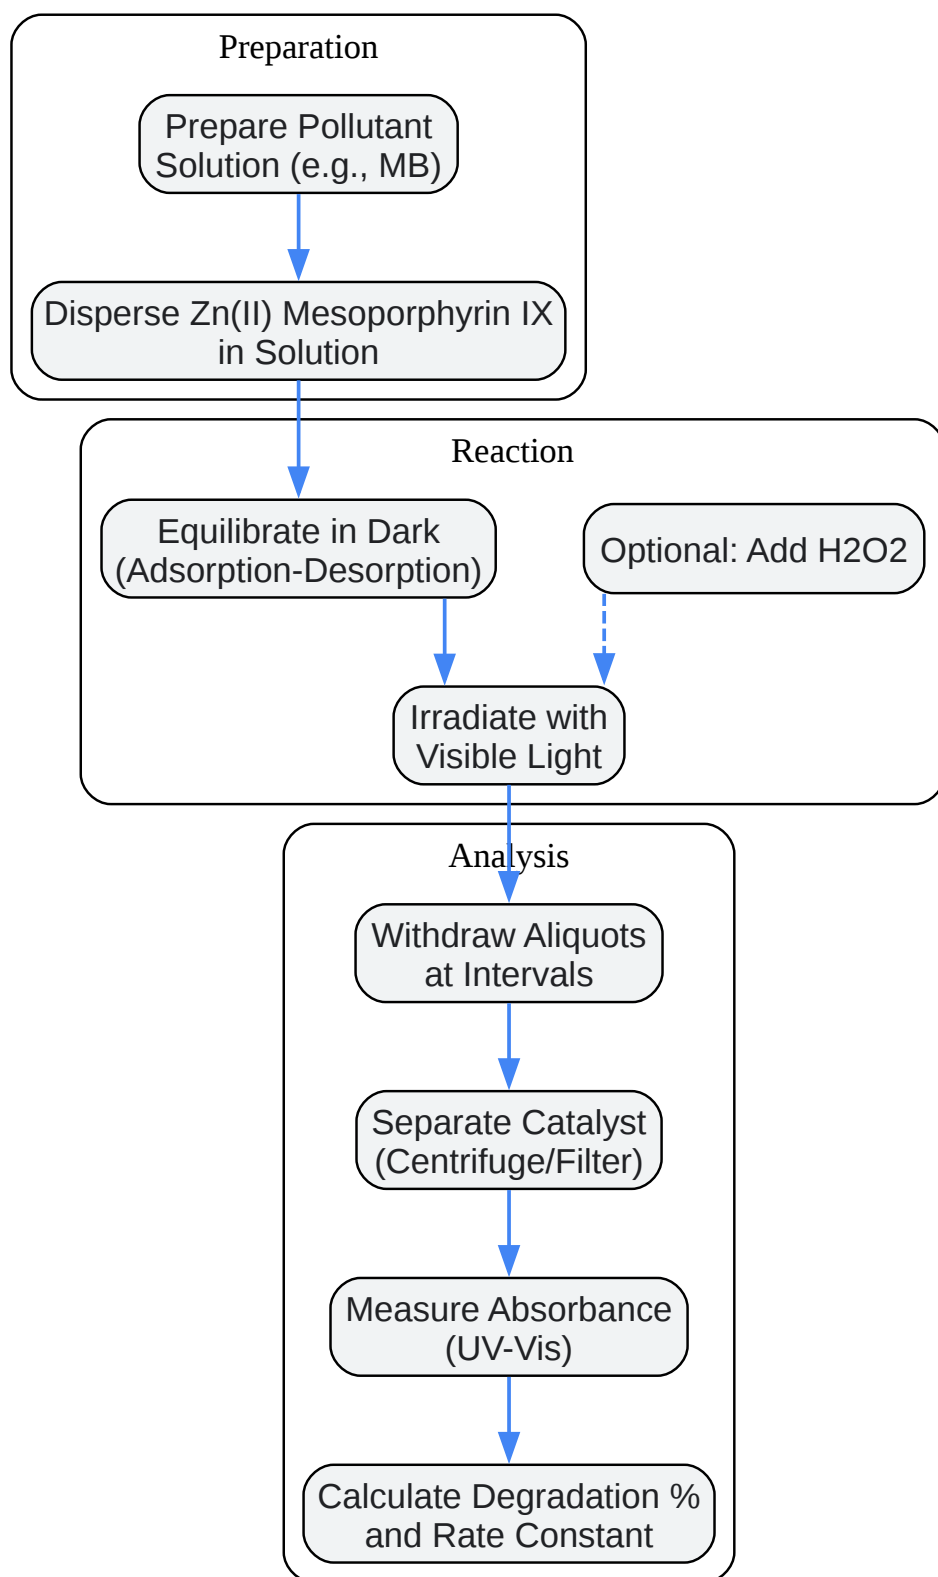 Preparation
Prepare Pollutant
Solution (e.g., MB)
Disperse Zn(II) Mesoporphyrin IX
in Solution
Reaction
Equilibrate in Dark
(Adsorption-Desorption)
Optional: Add H2O2
Irradiate with
Visible Light
Analysis
Withdraw Aliquots
at Intervals
Separate Catalyst
(Centrifuge/Filter)
Measure Absorbance
(UV-Vis)
Calculate Degradation %
and Rate Constant